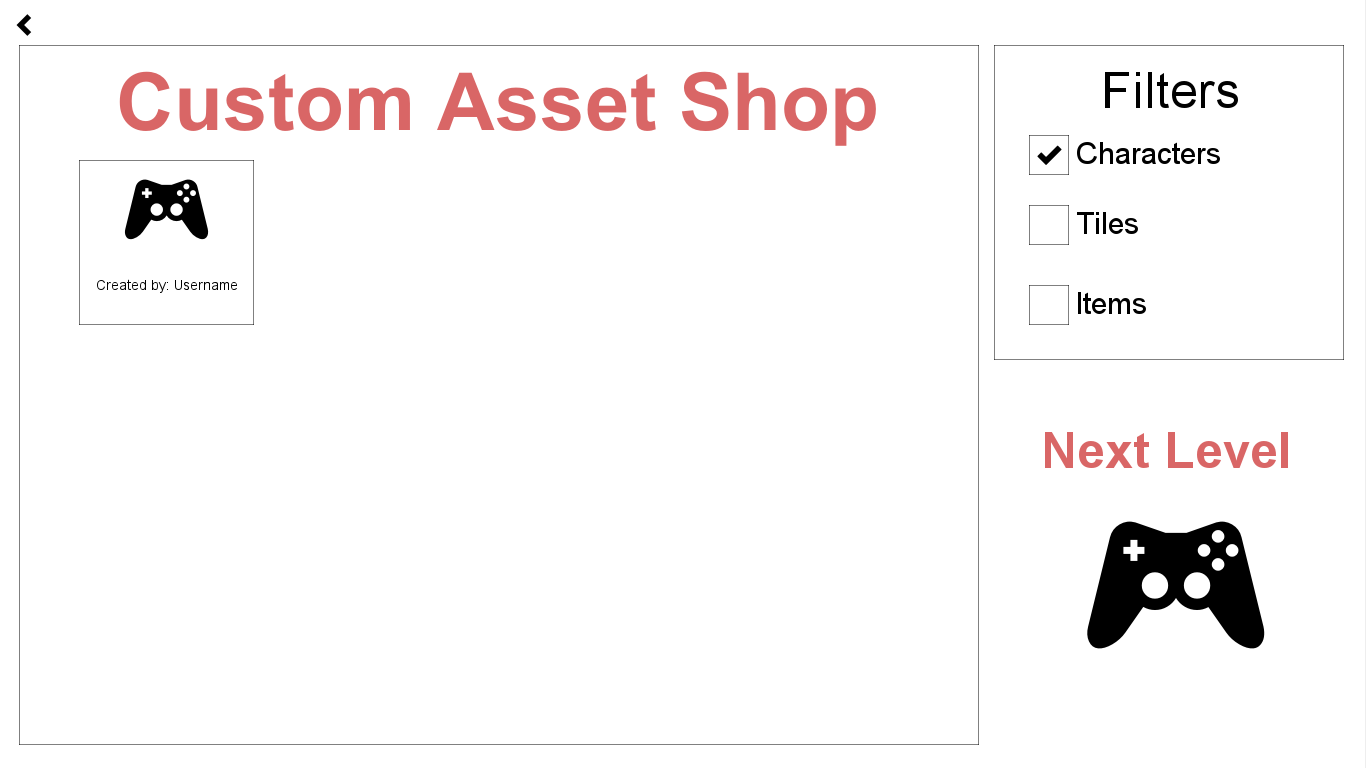 Custom Asset Shop
Created by: Username
Filters
Characters
Tiles
Items
Next Level